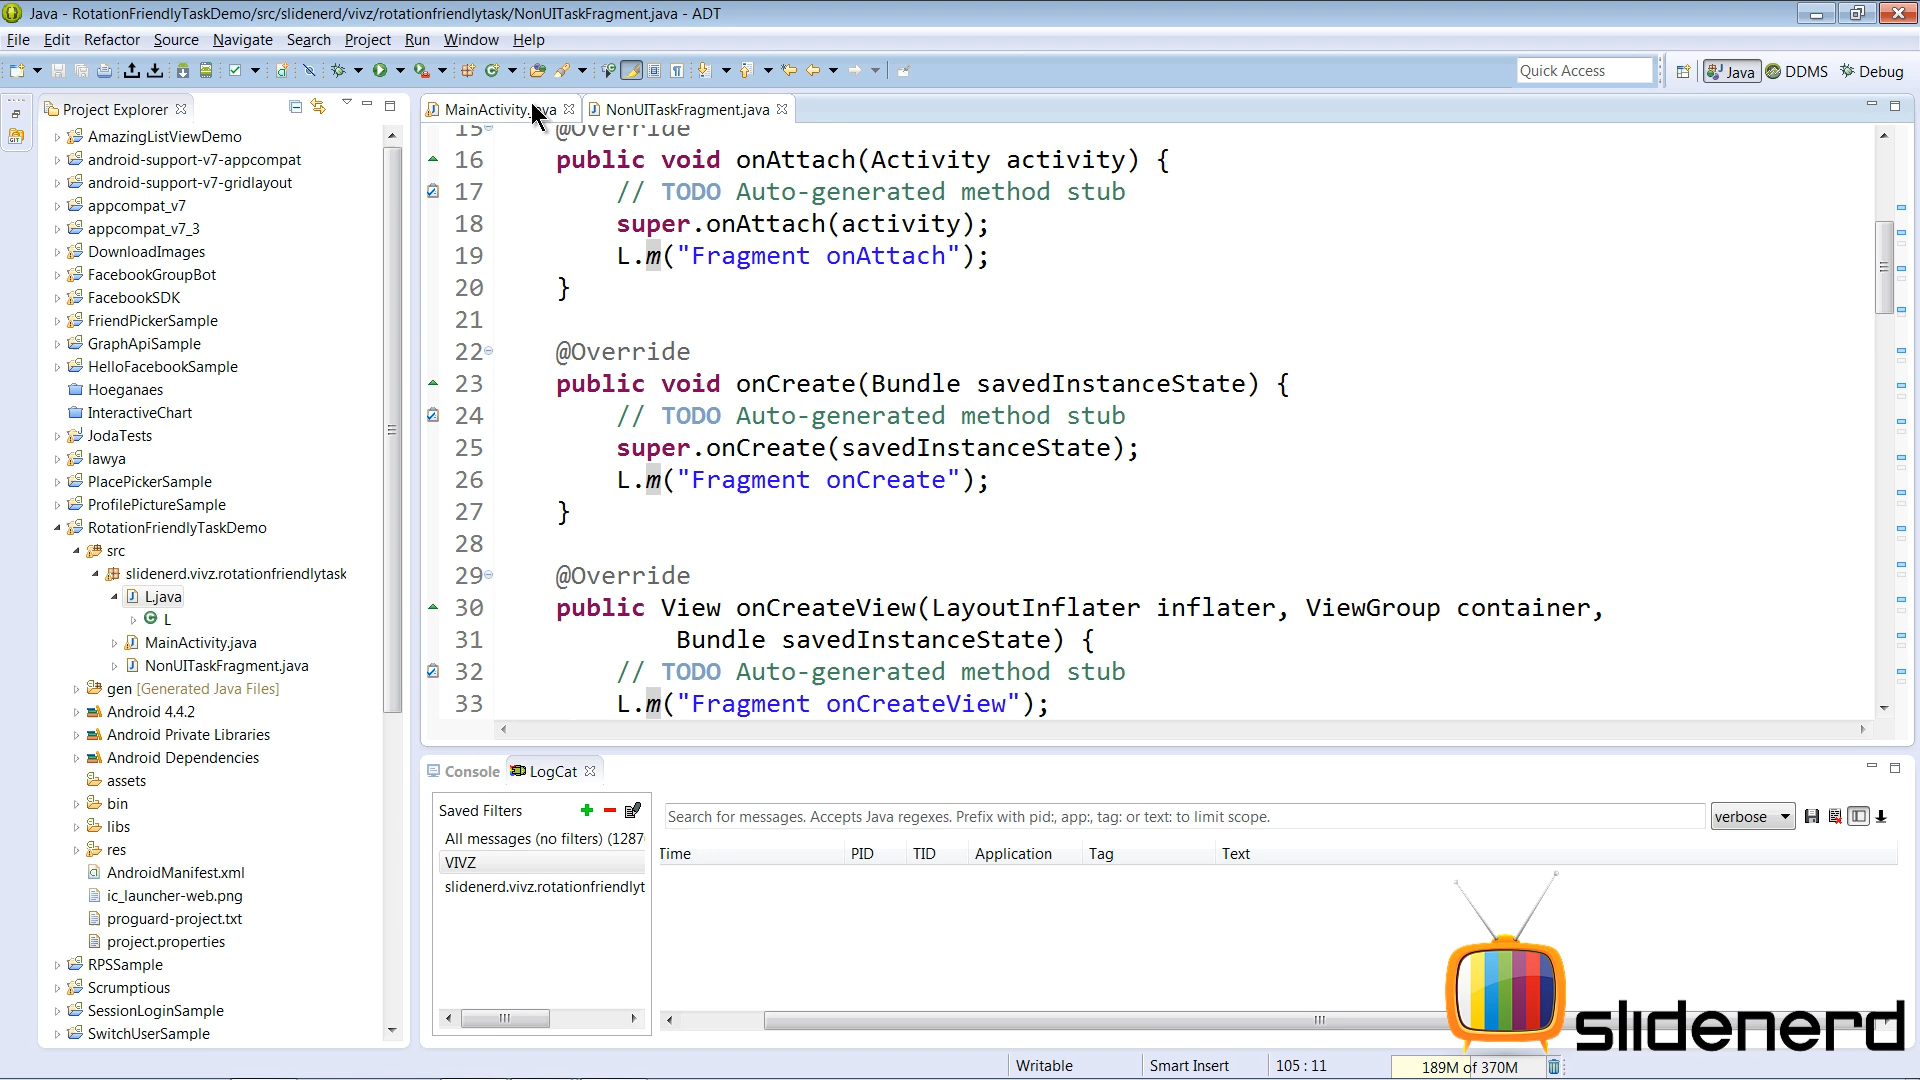 Java - RotationFriendlyTaskDemo/src/slidenerd/vivz/rotationfriendlytask/NonUITaskFragment.java - ADT
File Edit Refactor Source Navigate Search Project Run Window Help
Quick Access
Java
DDMS
Debug
Project Explorer
AmazingListViewDemo
android-support-v7-appcompat
android-support-v7-gridlayout
appcompat_v7
appcompat_v7_3
DownloadImages
FacebookGroupBot
FacebookSDK
FriendPickerSample
GraphApiSample
HelloFacebookSample
Hoeganaes
InteractiveChart
JodaTests
lawya
PlacePickerSample
ProfilePictureSample
RotationFriendlyTaskDemo
src
slidenerd.vivz.rotationfriendlytask
L.java
L
MainActivity.java
NonUITaskFragment.java
gen [Generated Java Files]
Android 4.4.2
Android Private Libraries
Android Dependencies
assets
bin
libs
res
AndroidManifest.xml
ic_launcher-web.png
proguard-project.txt
project.properties
RPSSample
Scrumptious
SessionLoginSample
SwitchUserSample
MainActivity.java
NonUITaskFragment.java
15 @Override
16 public void onAttach(Activity activity) {
17 // TODO Auto-generated method stub
18 super.onAttach(activity);
19 L.m("Fragment onAttach");
20 }
21
22 @Override
23 public void onCreate(Bundle savedInstanceState) {
24 // TODO Auto-generated method stub
25 super.onCreate(savedInstanceState);
26 L.m("Fragment onCreate");
27 }
28
29 @Override
30 public View onCreateView(LayoutInflater inflater, ViewGroup container,
31 Bundle savedInstanceState) {
32 // TODO Auto-generated method stub
33 L.m("Fragment onCreateView");
Console
LogCat
Saved Filters
All messages (no filters) (1287
VIVZ
slidenerd.vivz.rotationfriendlyt
Search for messages. Accepts Java regexes. Prefix with pid:, app:, tag: or text: to limit scope.
verbose
Time PID TID Application Tag Text
slidenerd
Writable
Smart Insert
105 : 11
189M of 370M